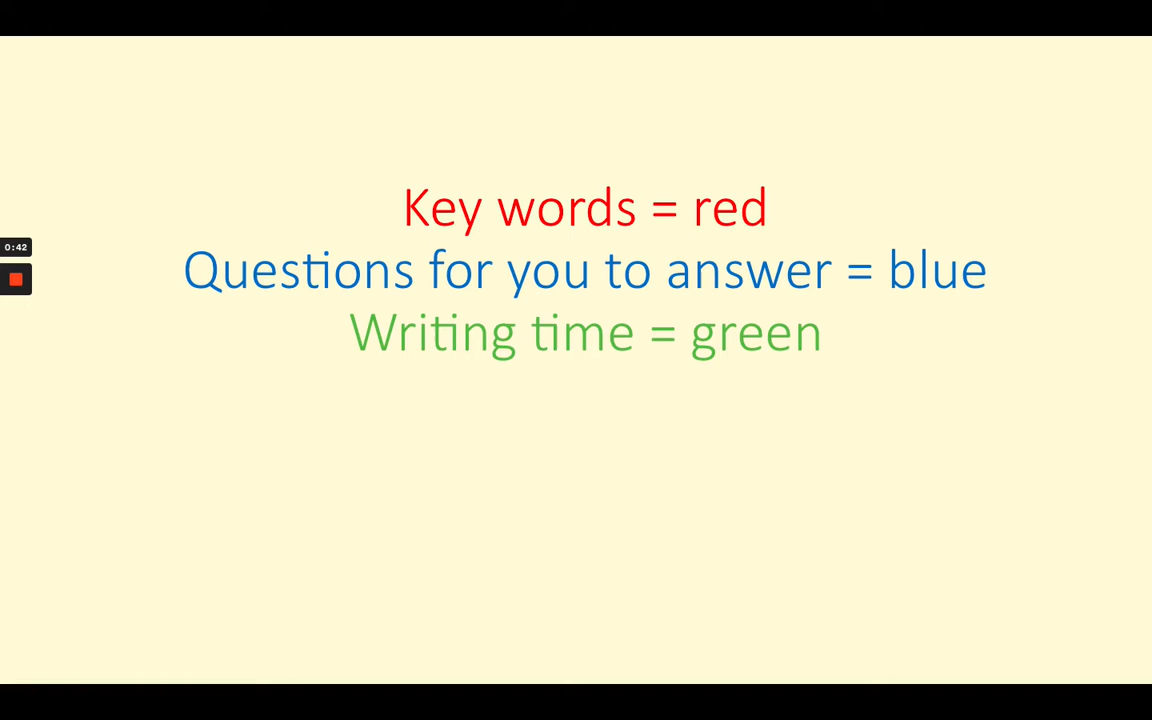 Key words = red
Questions for you to answer = blue
0:42
Writing time = green